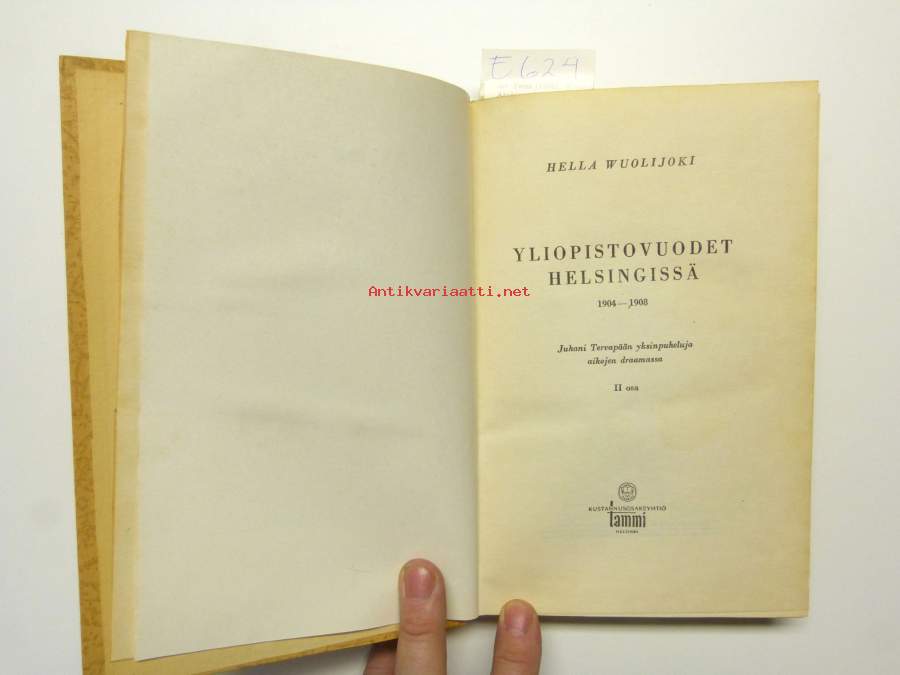 E624
HELLA WUOLIJOKI
YLIOPISTOVUODET
HELSINGISSÄ
1904—1908
Antikvariaatti.net
Juhani Tervapään yksinpuheluja
aikojen draamassa
II osa
KUSTANNUSOSAKEYHTIÖ
tammi
HELSINKI